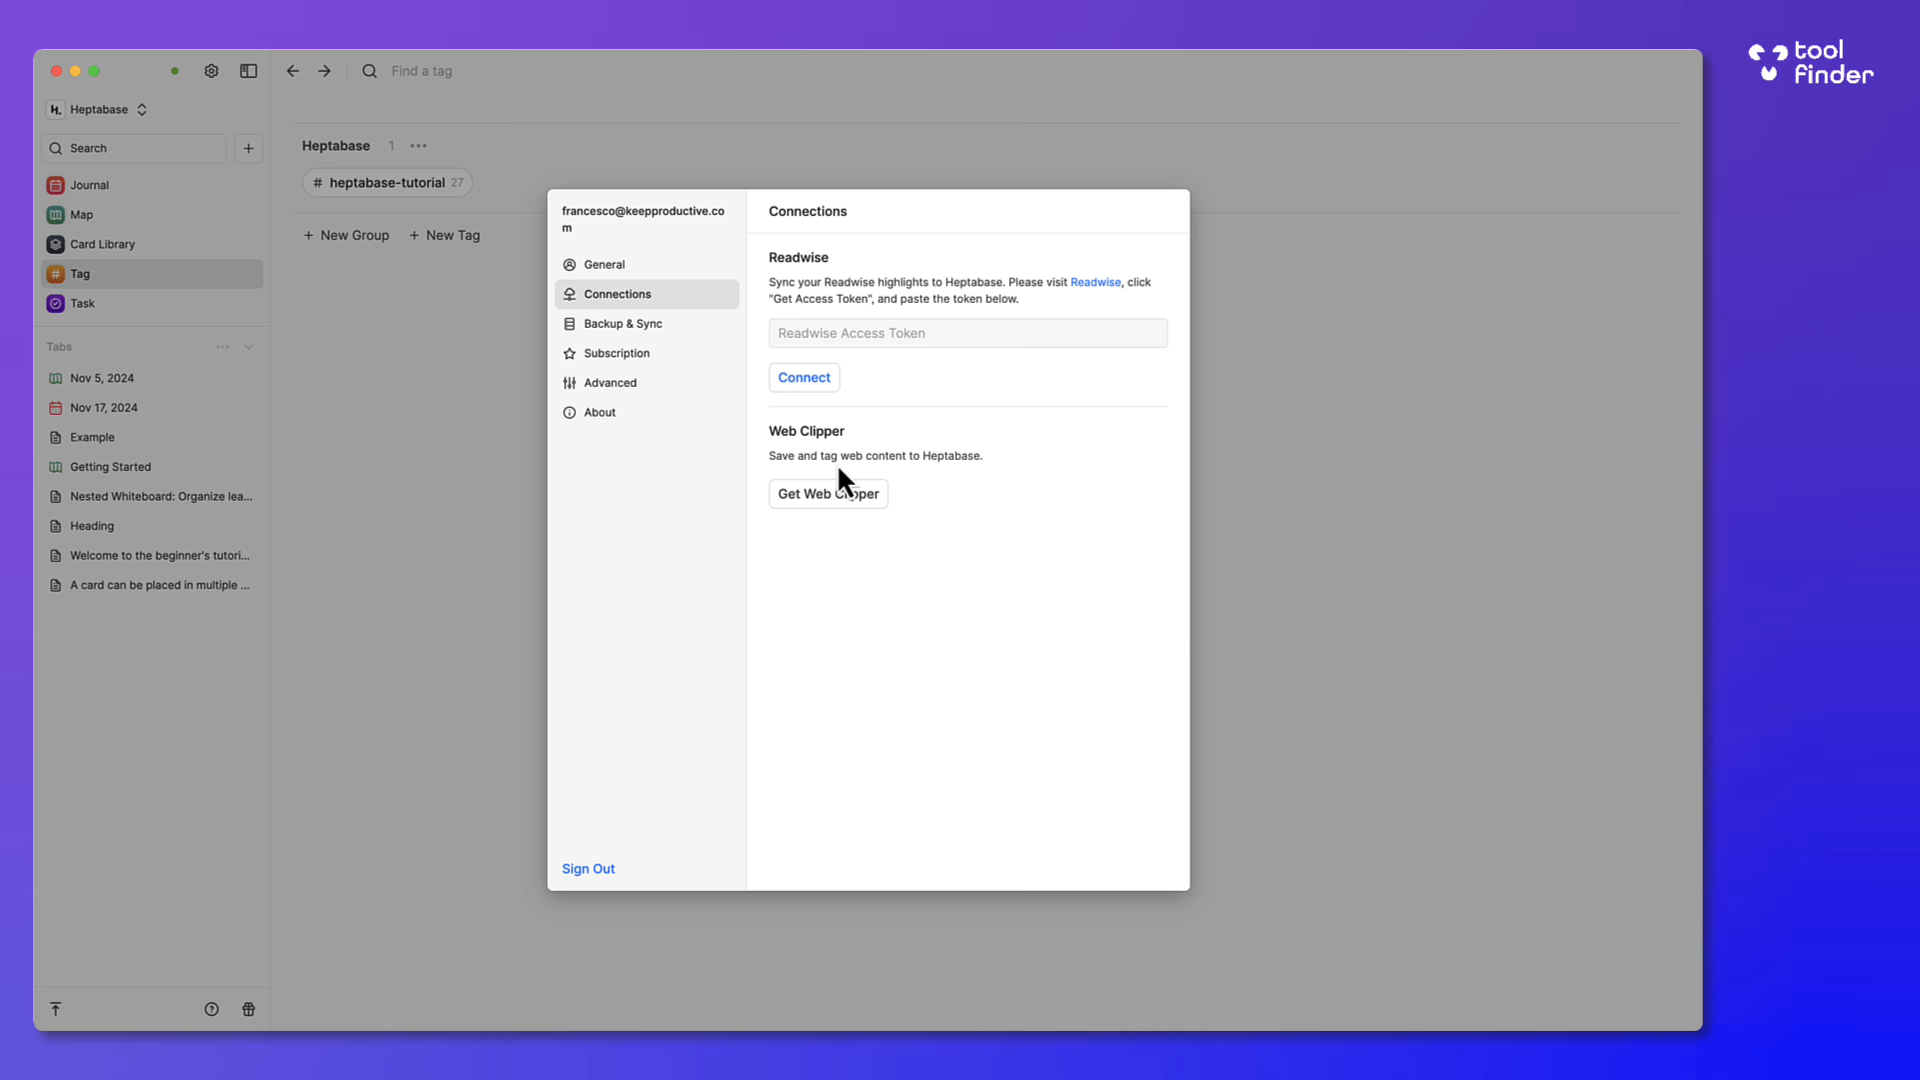 tool
finder
Find a tag
Heptabase
Search
Journal
Map
Card Library
Tag
Task
Tabs
Nov 5, 2024
Nov 17, 2024
Example
Getting Started
Nested Whiteboard: Organize lea...
Heading
Welcome to the beginner's tutori...
A card can be placed in multiple ...
Heptabase 1
# heptabase-tutorial 27
+ New Group + New Tag
francesco@keepproductive.co
m
General
Connections
Backup & Sync
Subscription
Advanced
About
Sign Out
Connections
Readwise
Sync your Readwise highlights to Heptabase. Please visit Readwise, click
"Get Access Token", and paste the token below.
Readwise Access Token
Connect
Web Clipper
Save and tag web content to Heptabase.
Get Web Clipper